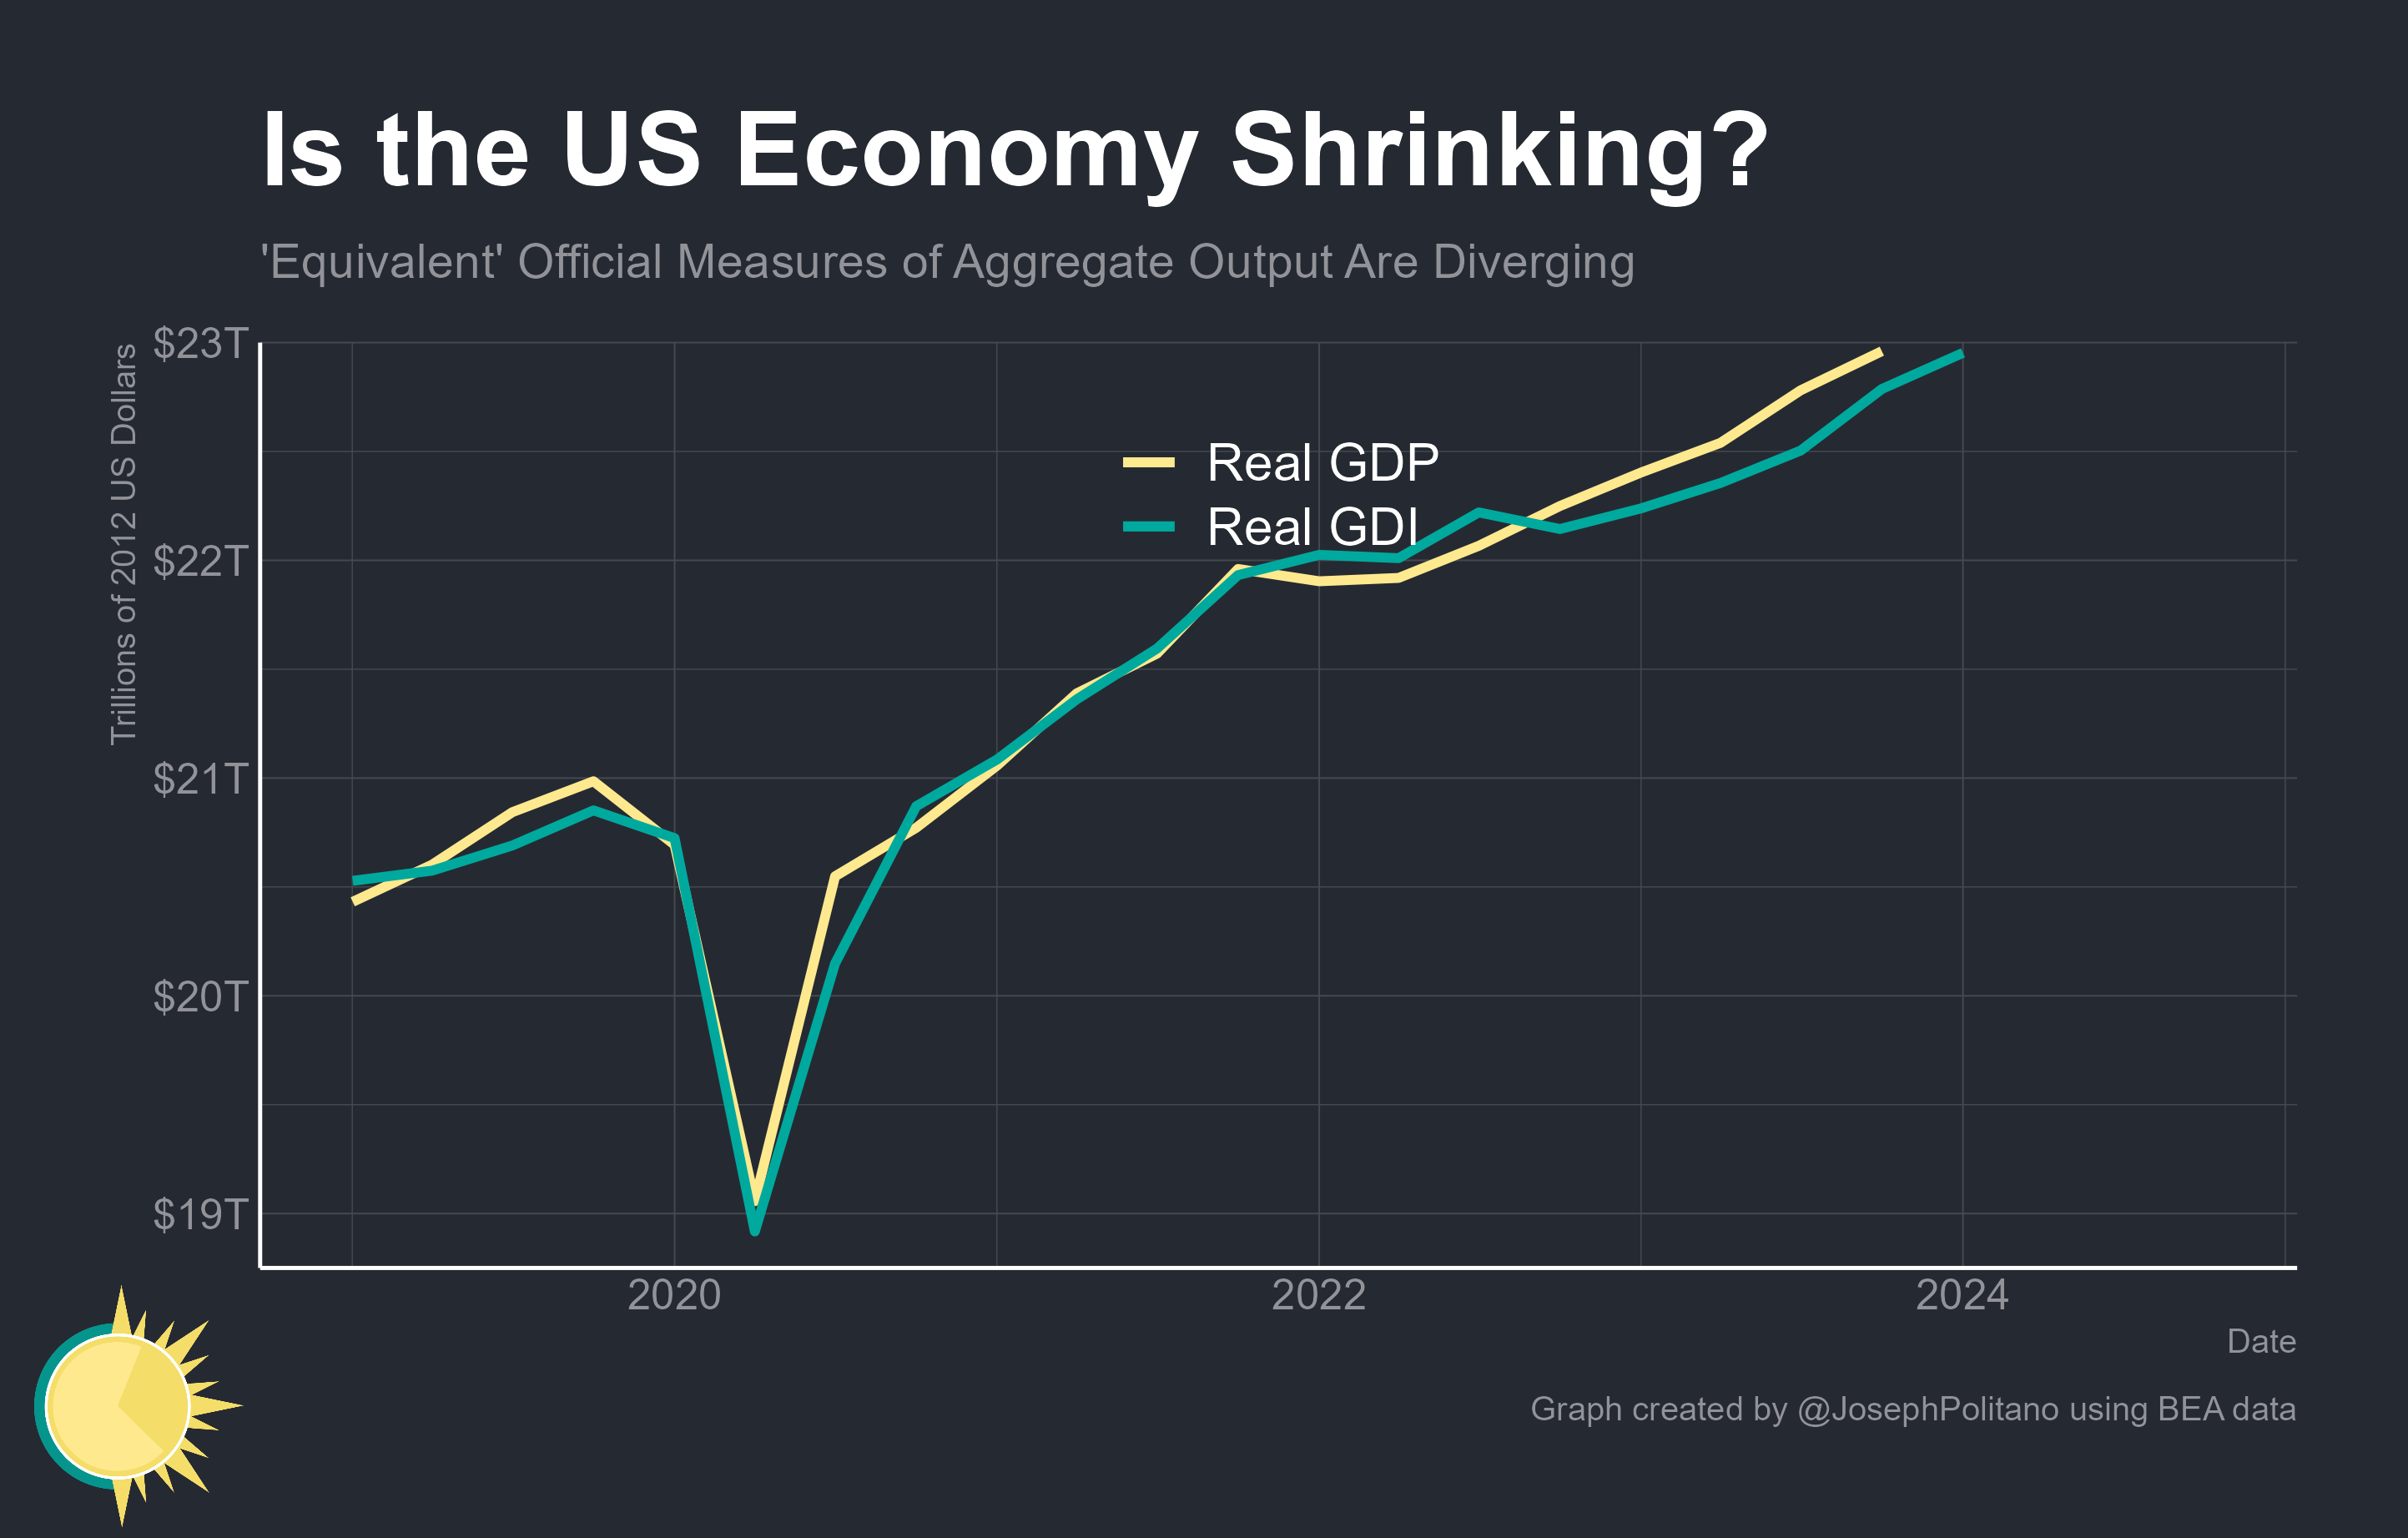 Is the US Economy Shrinking?
'Equivalent' Official Measures of Aggregate Output Are Diverging
Trillions of 2012 US Dollars
$23T
$22T
$21T
$20T
$19T
Real GDP
Real GDI
2020
2022
2024
Date
Graph created by @JosephPolitano using BEA data